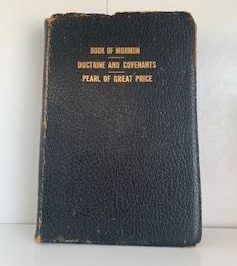 BOOK OF MORMON
DOCTRINE AND COVENANTS
PEARL OF GREAT PRICE